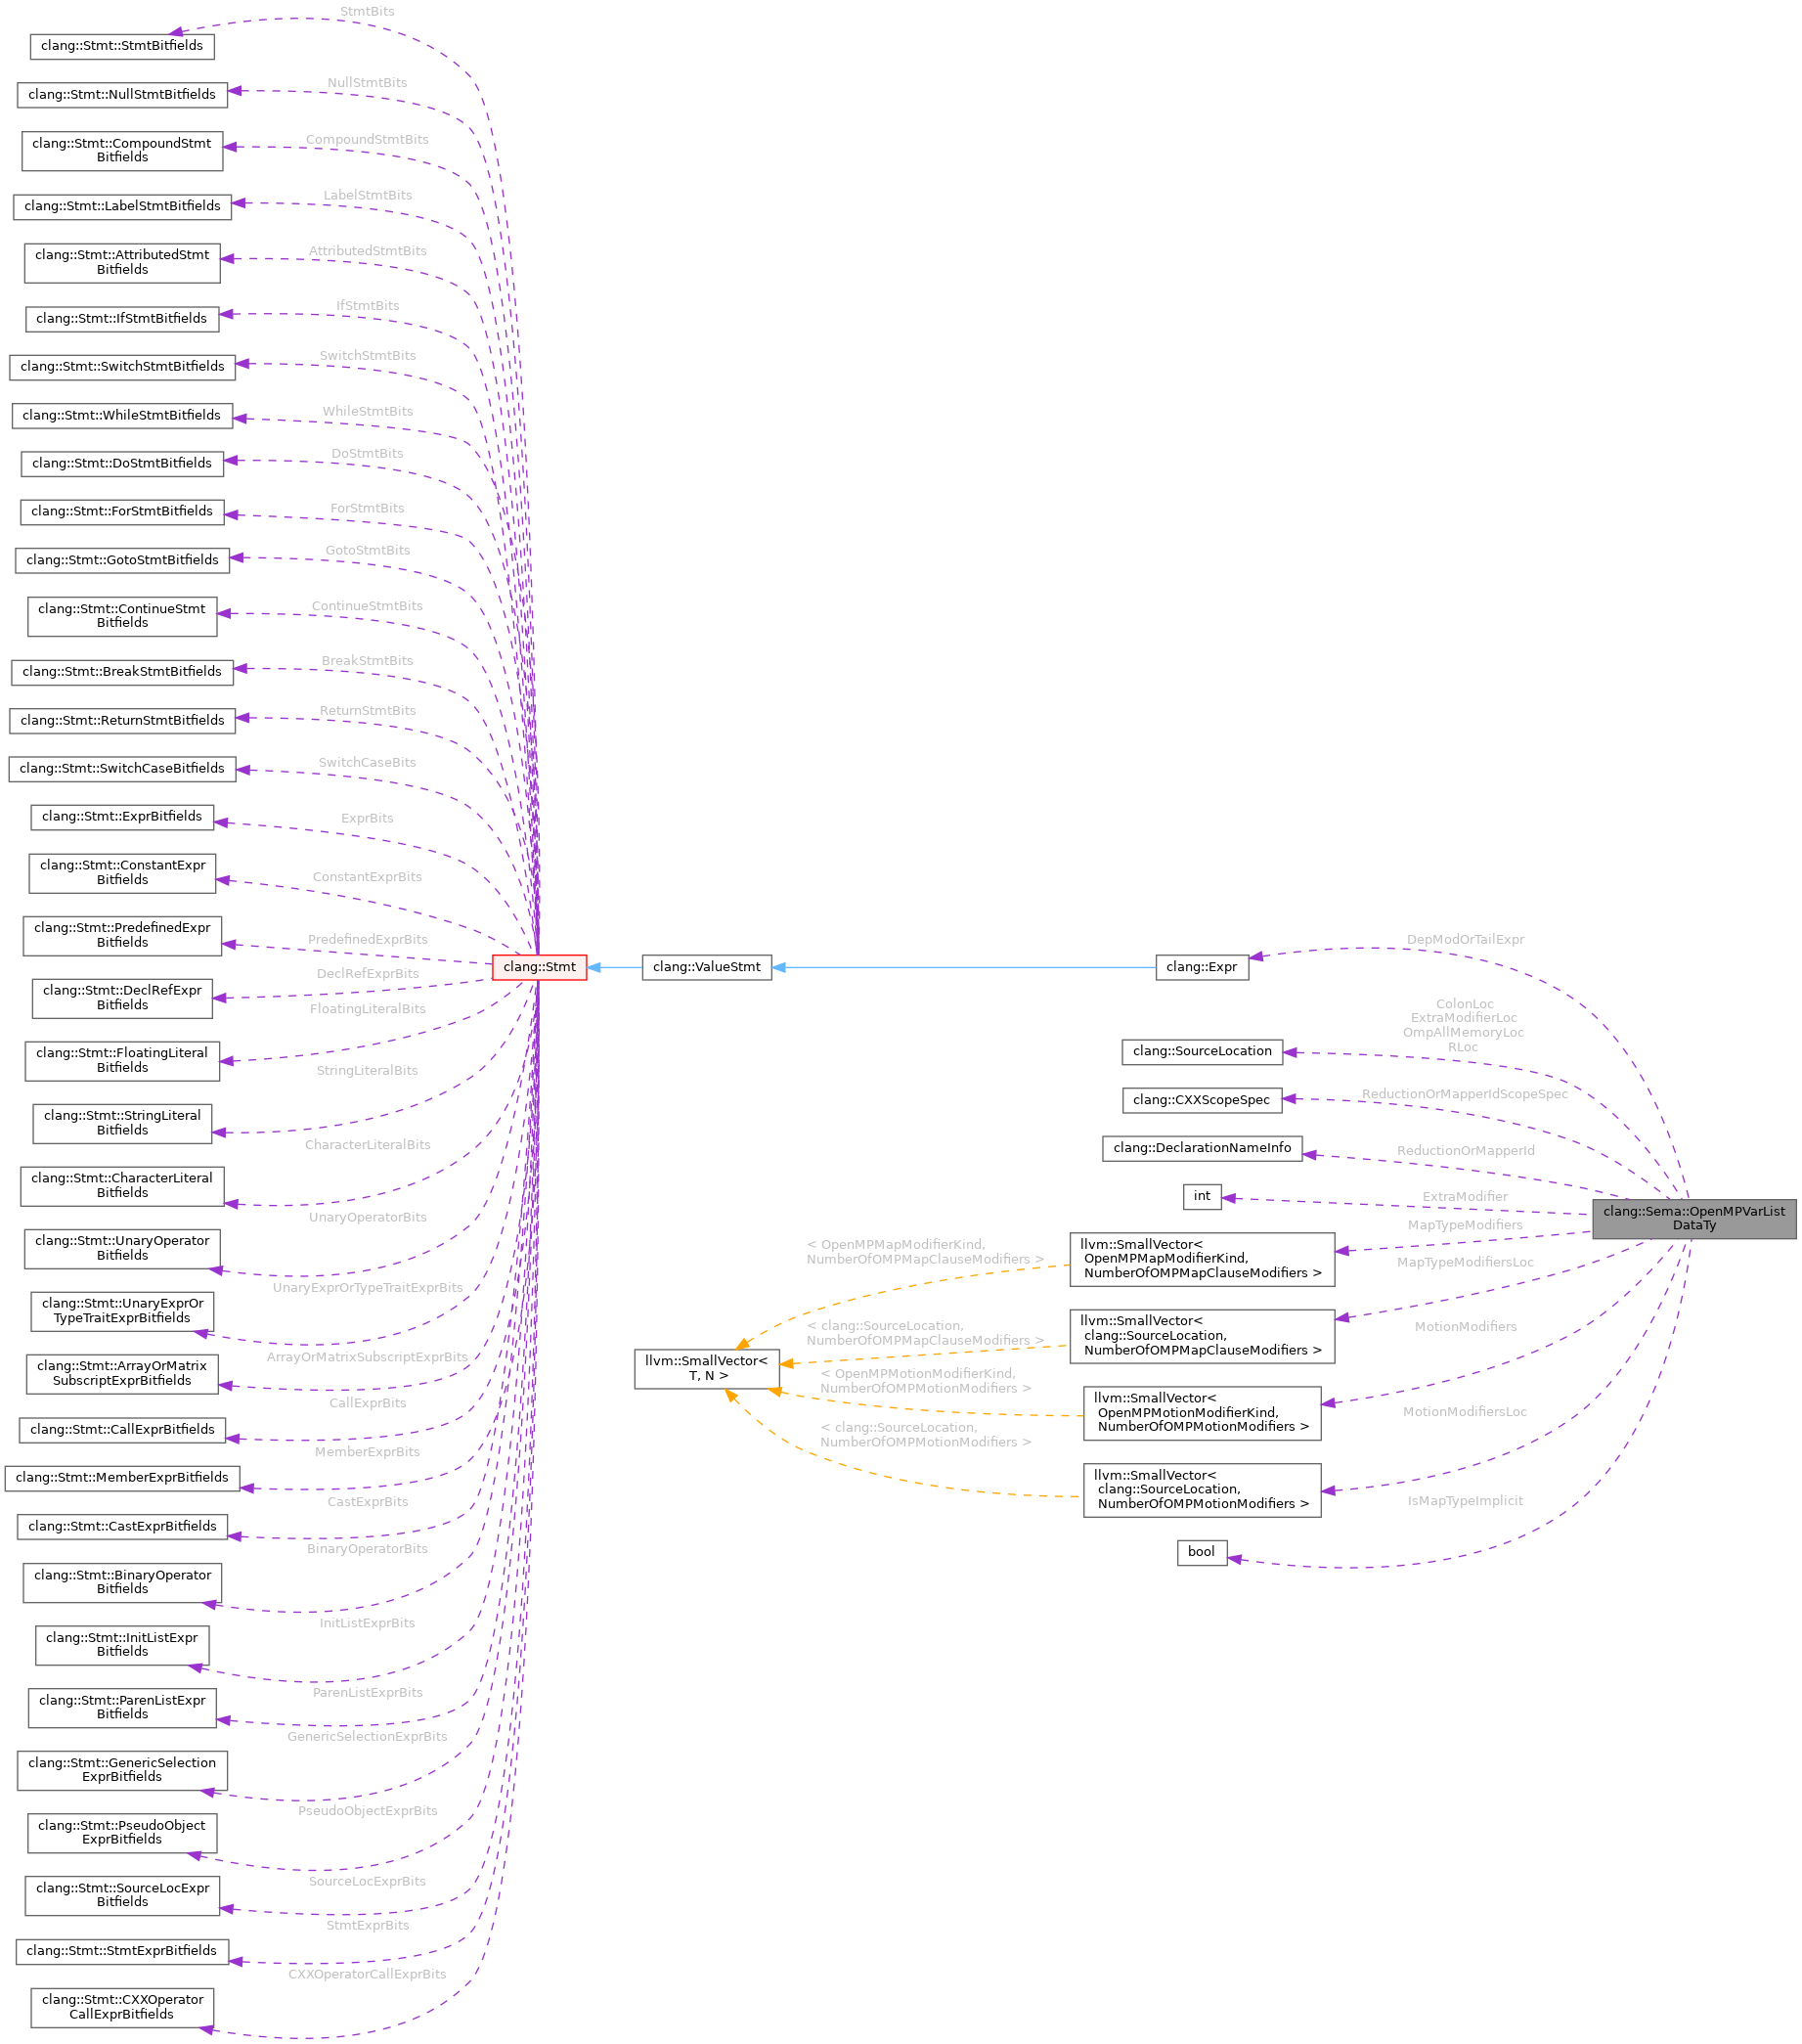 StmtBits
clang::Stmt::StmtBitfields
NullStmtBits
clang::Stmt::NullStmtBitfields
CompoundStmtBits
clang::Stmt::CompoundStmt
Bitfields
LabelStmtBits
clang::Stmt::LabelStmtBitfields
AttributedStmtBits
clang::Stmt::AttributedStmt
Bitfields
IfStmtBits
clang::Stmt::IfStmtBitfields
SwitchStmtBits
clang::Stmt::SwitchStmtBitfields
WhileStmtBits
clang::Stmt::WhileStmtBitfields
DoStmtBits
clang::Stmt::DoStmtBitfields
ForStmtBits
clang::Stmt::ForStmtBitfields
GotoStmtBits
clang::Stmt::GotoStmtBitfields
ContinueStmtBits
clang::Stmt::ContinueStmt
Bitfields
BreakStmtBits
clang::Stmt::BreakStmtBitfields
ReturnStmtBits
clang::Stmt::ReturnStmtBitfields
SwitchCaseBits
clang::Stmt::SwitchCaseBitfields
ExprBits
clang::Stmt::ExprBitfields
ConstantExprBits
clang::Stmt::ConstantExpr
Bitfields
PredefinedExprBits
clang::Stmt::PredefinedExpr
Bitfields
DeclRefExprBits
clang::Stmt::DeclRefExpr
Bitfields
FloatingLiteralBits
clang::Stmt::FloatingLiteral
Bitfields
StringLiteralBits
clang::Stmt::StringLiteral
Bitfields
CharacterLiteralBits
clang::Stmt::CharacterLiteral
Bitfields
UnaryOperatorBits
clang::Stmt::UnaryOperator
Bitfields
UnaryExprOrTypeTraitExprBits
clang::Stmt::UnaryExprOr
TypeTraitExprBitfields
ArrayOrMatrixSubscriptExprBits
clang::Stmt::ArrayOrMatrix
SubscriptExprBitfields
CallExprBits
clang::Stmt::CallExprBitfields
MemberExprBits
clang::Stmt::MemberExprBitfields
CastExprBits
clang::Stmt::CastExprBitfields
BinaryOperatorBits
clang::Stmt::BinaryOperator
Bitfields
InitListExprBits
clang::Stmt::InitListExpr
Bitfields
ParenListExprBits
clang::Stmt::ParenListExpr
Bitfields
GenericSelectionExprBits
clang::Stmt::GenericSelection
ExprBitfields
PseudoObjectExprBits
clang::Stmt::PseudoObject
ExprBitfields
SourceLocExprBits
clang::Stmt::SourceLocExpr
Bitfields
StmtExprBits
clang::Stmt::StmtExprBitfields
CXXOperatorCallExprBits
clang::Stmt::CXXOperator
CallExprBitfields
clang::Stmt
clang::ValueStmt
clang::Expr
DepModOrTailExpr
ColonLoc
ExtraModifierLoc
OmpAllMemoryLoc
RLoc
clang::SourceLocation
ReductionOrMapperIdScopeSpec
clang::CXXScopeSpec
ReductionOrMapperId
clang::DeclarationNameInfo
ExtraModifier
int
clang::Sema::OpenMPVarList
DataTy
MapTypeModifiers
llvm::SmallVector<
OpenMPMapModifierKind,
NumberOfOMPMapClauseModifiers >
< OpenMPMapModifierKind,
NumberOfOMPMapClauseModifiers >
MapTypeModifiersLoc
llvm::SmallVector<
clang::SourceLocation,
NumberOfOMPMapClauseModifiers >
< clang::SourceLocation,
NumberOfOMPMapClauseModifiers >
llvm::SmallVector<
T, N >
MotionModifiers
llvm::SmallVector<
OpenMPMotionModifierKind,
NumberOfOMPMotionModifiers >
< OpenMPMotionModifierKind,
NumberOfOMPMotionModifiers >
MotionModifiersLoc
llvm::SmallVector<
clang::SourceLocation,
NumberOfOMPMotionModifiers >
< clang::SourceLocation,
NumberOfOMPMotionModifiers >
IsMapTypeImplicit
bool